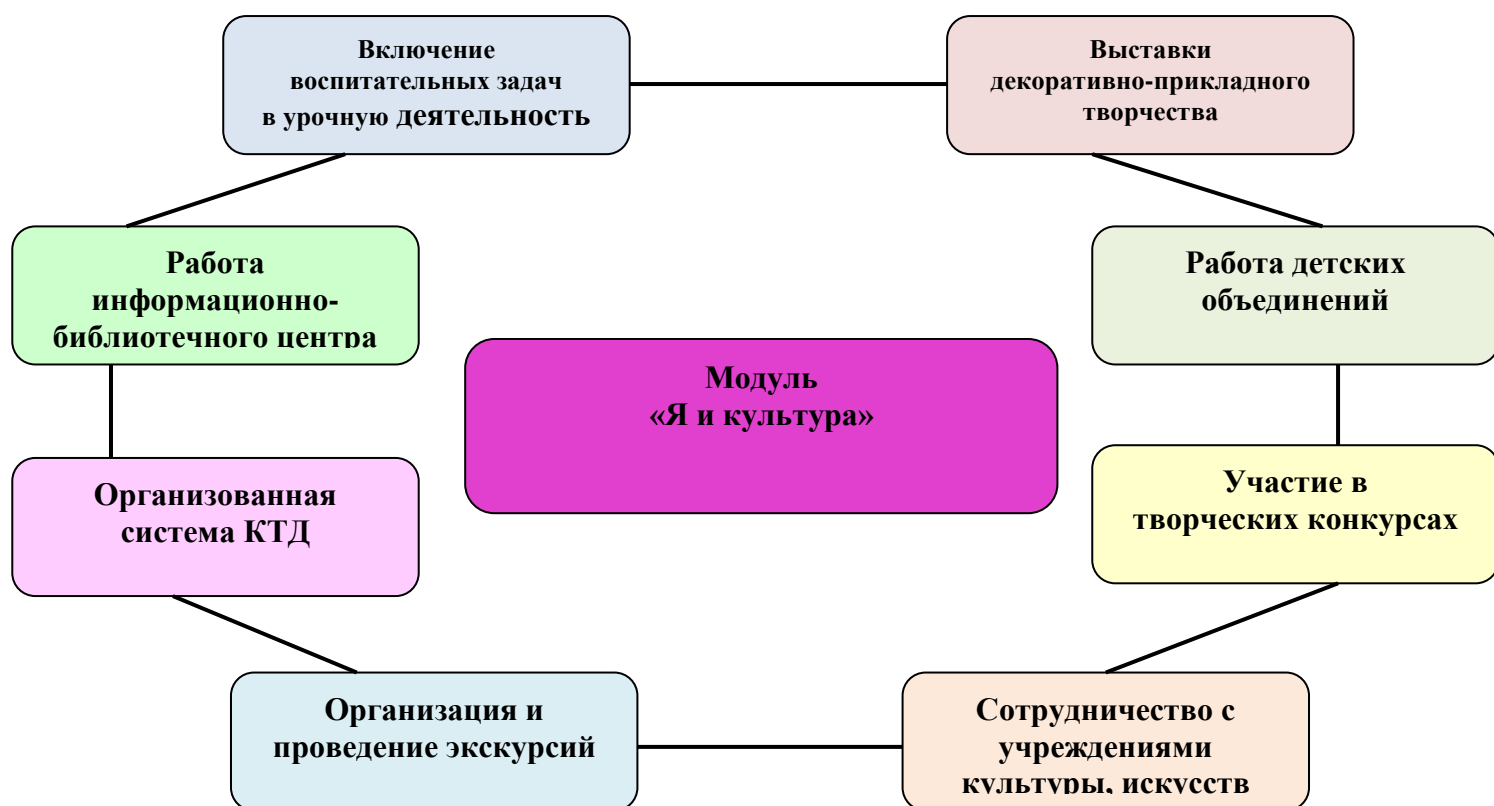 Включение
воспитательных задач
в урочную деятельность
Выставки
декоративно-прикладного
творчества
Работа
информационно-
библиотечного центра
Работа детских
объединений
Модуль
«Я и культура»
Организованная
система КТД
Участие в
творческих конкурсах
Организация и
проведение экскурсий
Сотрудничество с
учреждениями
культуры, искусств